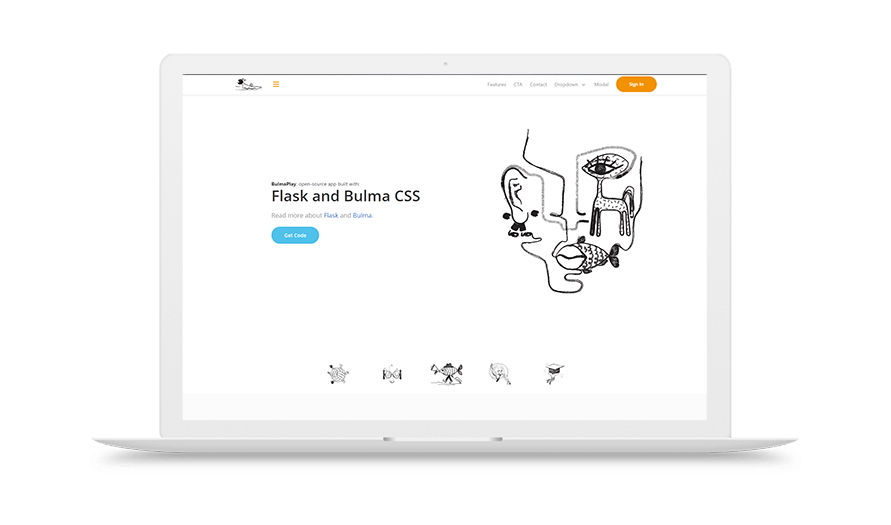 Features CTA Contact Dropdown Modal Sign In
BulmaPlay, open-source app built with:
Flask and Bulma CSS
Read more about Flask and Bulma.
Get Code